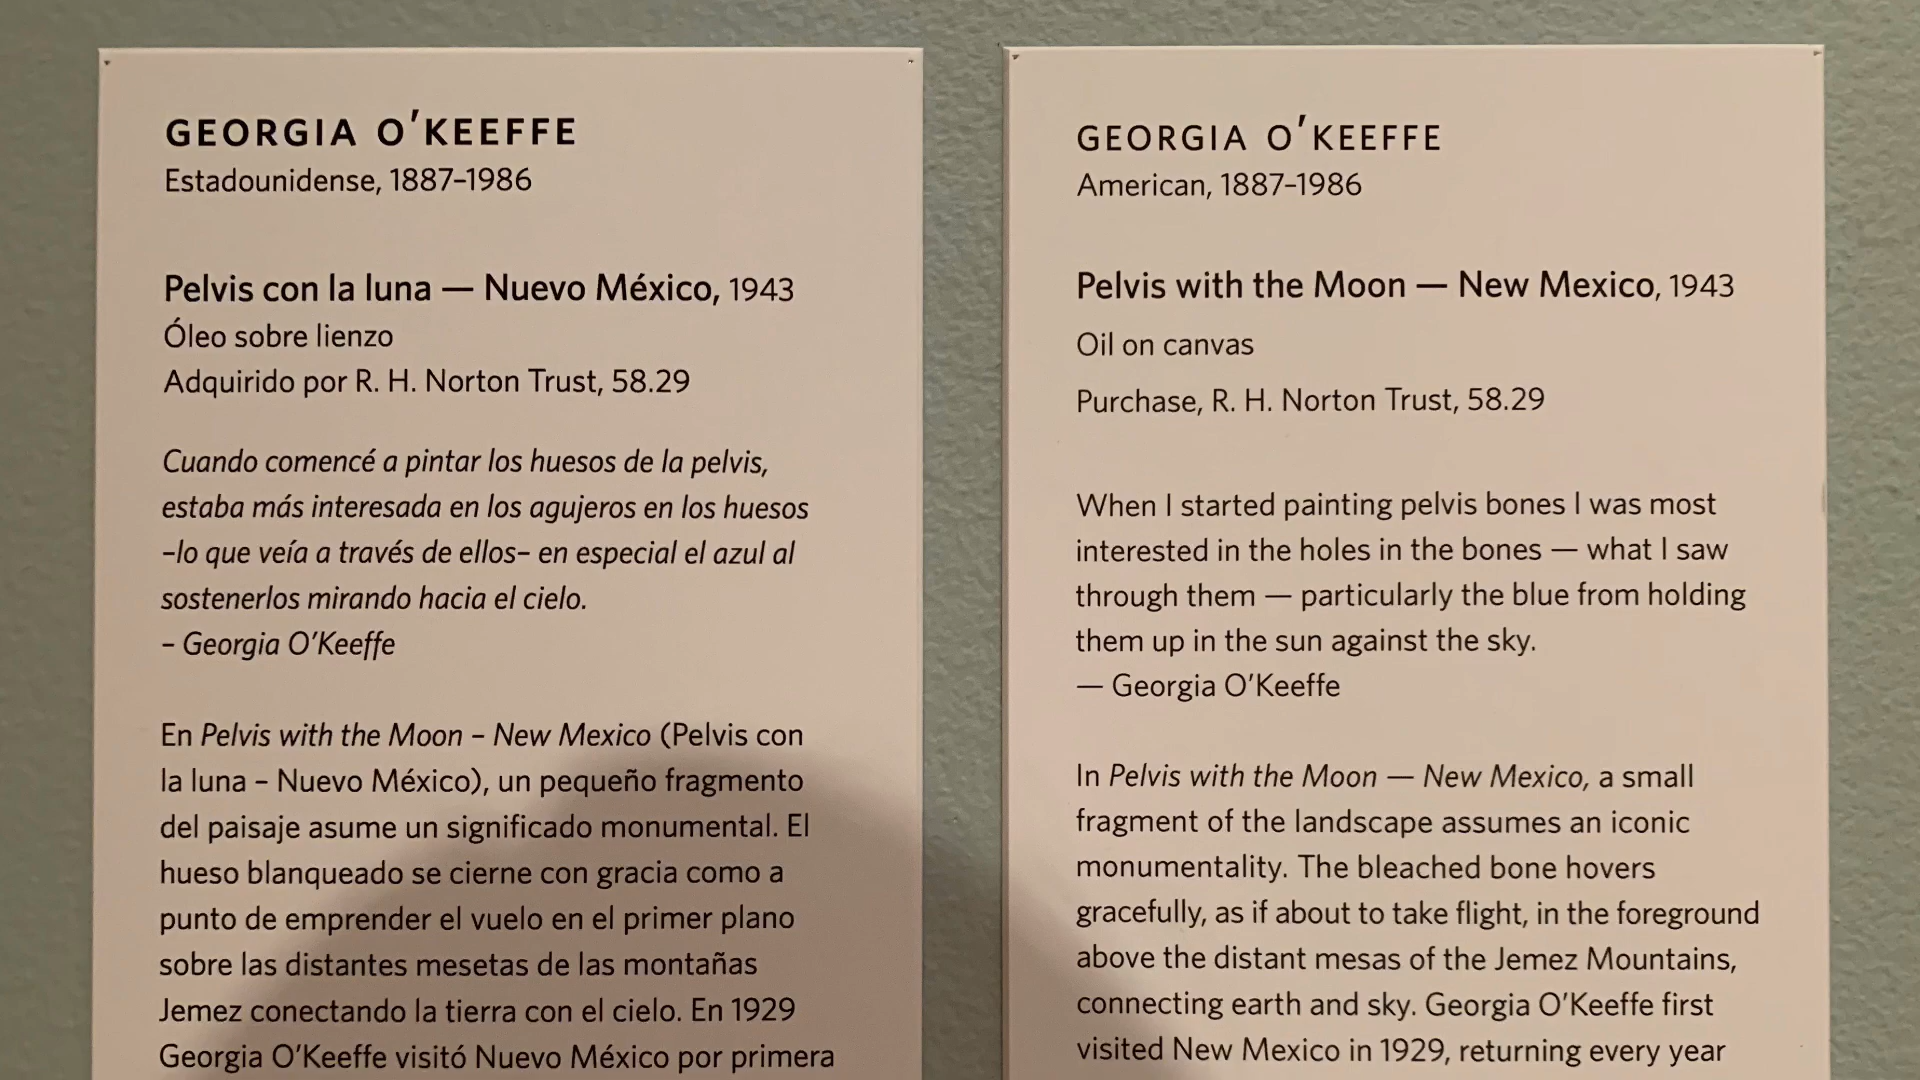 GEORGIA O'KEEFFE
Estadounidense, 1887–1986
Pelvis con la luna — Nuevo México, 1943
Óleo sobre lienzo
Adquirido por R. H. Norton Trust, 58.29
Cuando comencé a pintar los huesos de la pelvis,
estaba más interesada en los agujeros en los huesos
–lo que veía a través de ellos– en especial el azul al
sostenerlos mirando hacia el cielo.
– Georgia O'Keeffe
En Pelvis with the Moon – New Mexico (Pelvis con
la luna – Nuevo México), un pequeño fragmento
del paisaje asume un significado monumental. El
hueso blanqueado se cierne con gracia como a
punto de emprender el vuelo en el primer plano
sobre las distantes mesetas de las montañas
Jemez conectando la tierra con el cielo. En 1929
Georgia O'Keeffe visitó Nuevo México por primera
GEORGIA O'KEEFFE
American, 1887–1986
Pelvis with the Moon — New Mexico, 1943
Oil on canvas
Purchase, R. H. Norton Trust, 58.29
When I started painting pelvis bones I was most
interested in the holes in the bones — what I saw
through them — particularly the blue from holding
them up in the sun against the sky.
— Georgia O'Keeffe
In Pelvis with the Moon — New Mexico, a small
fragment of the landscape assumes an iconic
monumentality. The bleached bone hovers
gracefully, as if about to take flight, in the foreground
above the distant mesas of the Jemez Mountains,
connecting earth and sky. Georgia O'Keeffe first
visited New Mexico in 1929, returning every year